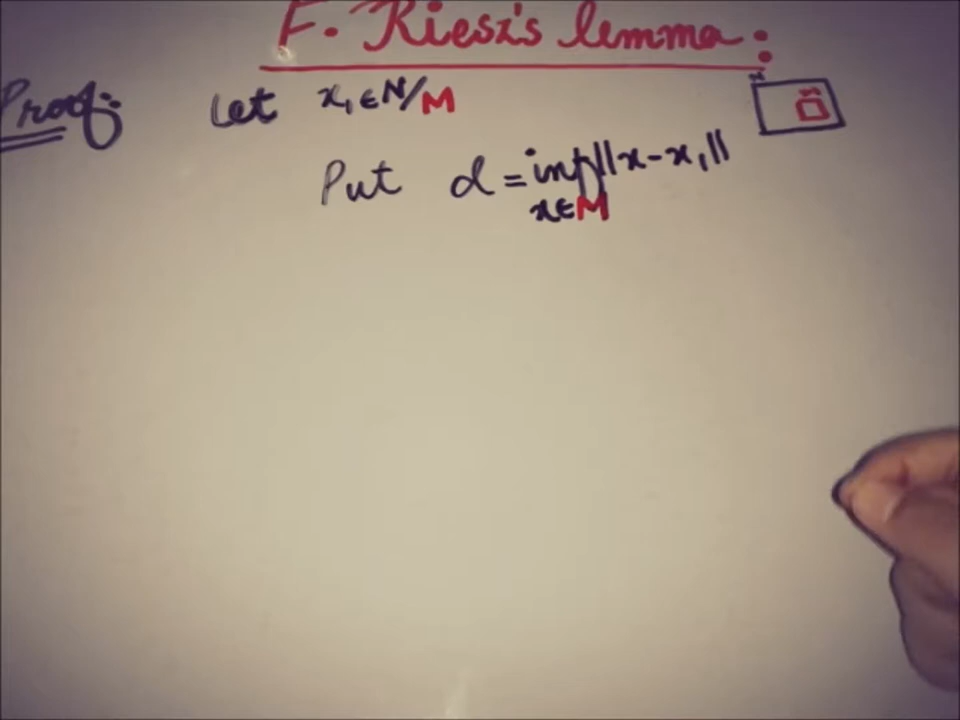 F. Riesz's lemma:
Proof: Let x₁ ∈ N/M
Put d = inf ||x - x₁||
x∈M